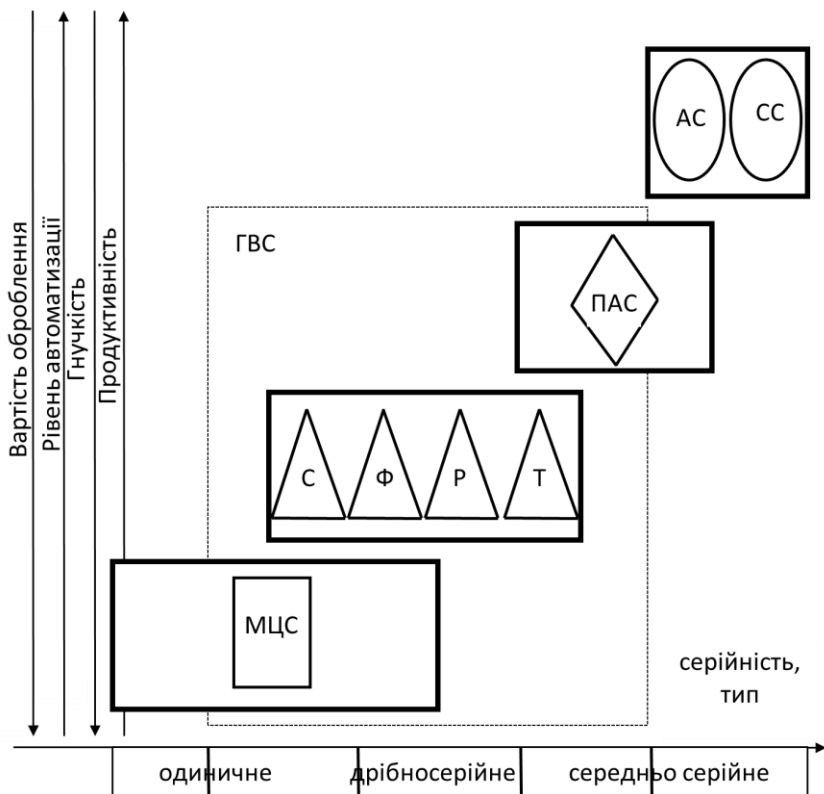 АС
СС
ГВС
ПАС
Вартість оброблення
Рівень автоматизації
Гнучкість
Продуктивність
С
Ф
Р
Т
МЦС
серійність,
тип
одиничне
дрібносерійне
середньо серійне